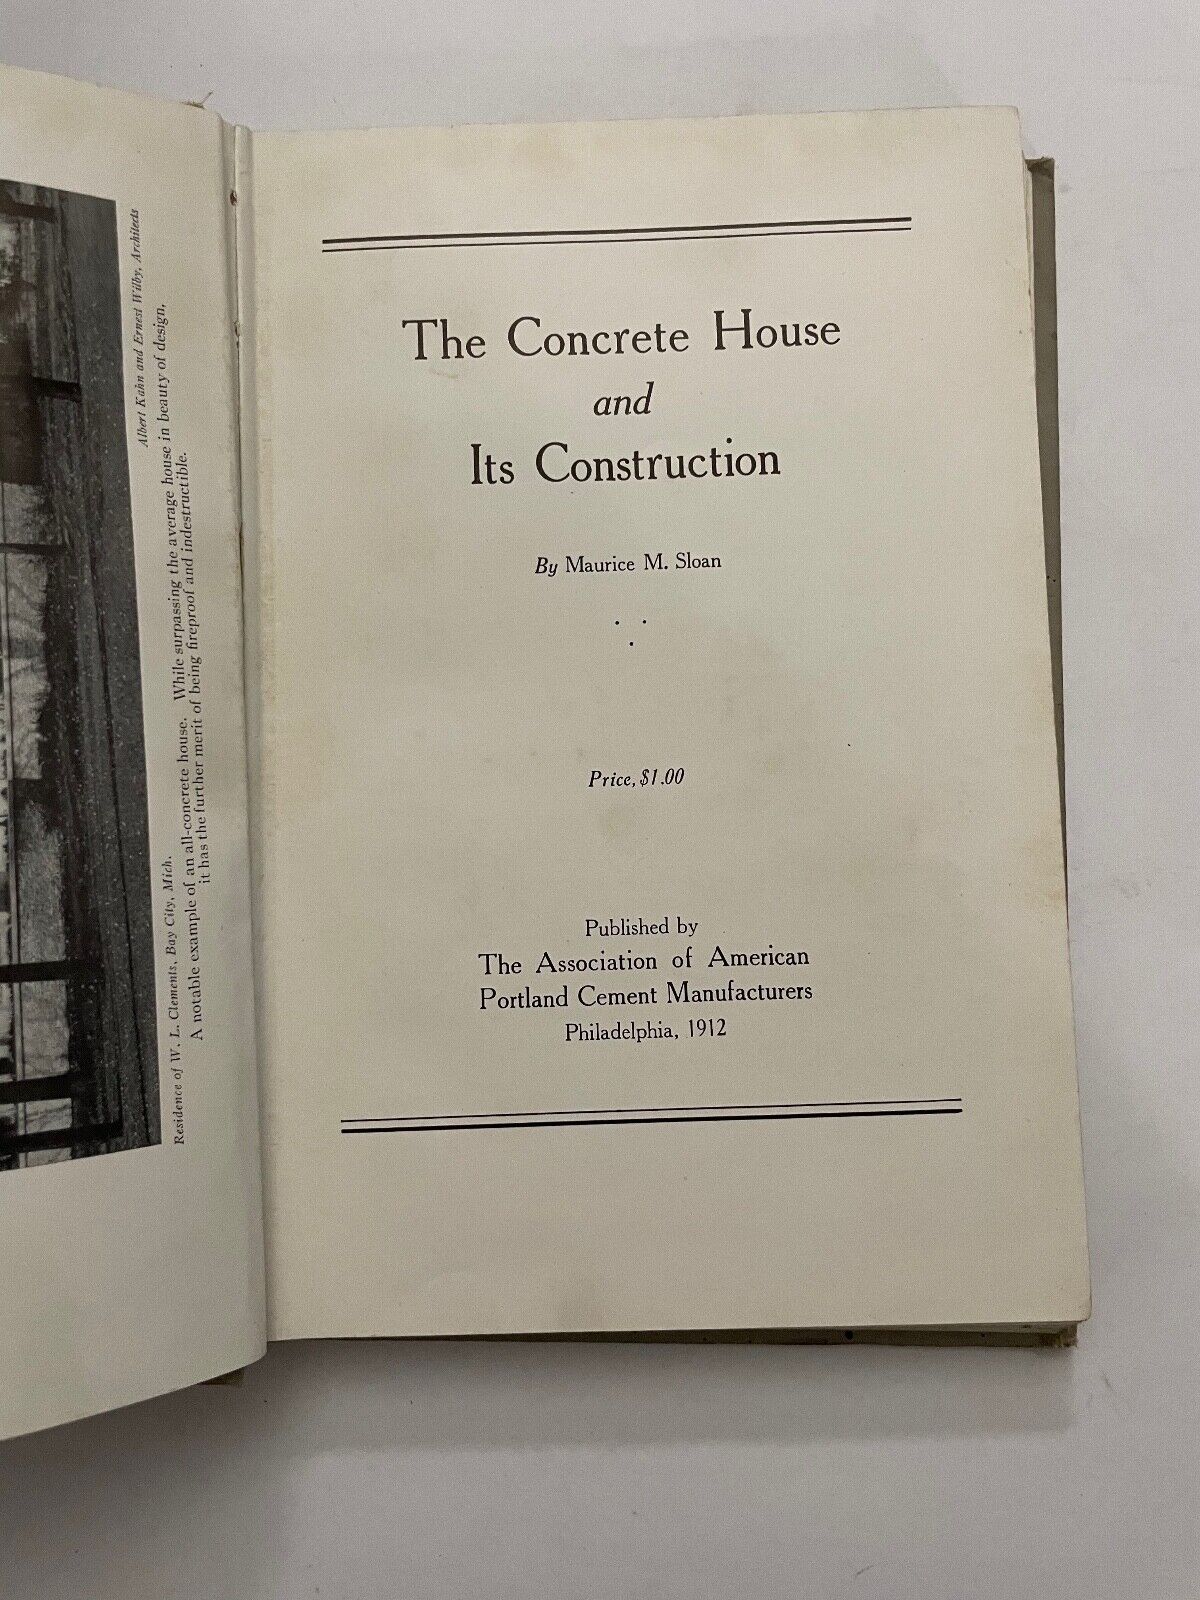 Albert Kahn and Ernest Wilby, Architects
Residence of W. L. Clements, Bay City, Mich.
A notable example of an all-concrete house. While surpassing the average house in beauty of design,
it has the further merit of being fireproof and indestructible.
The Concrete House
and
Its Construction
By Maurice M. Sloan
Price, $1.00
Published by
The Association of American
Portland Cement Manufacturers
Philadelphia, 1912